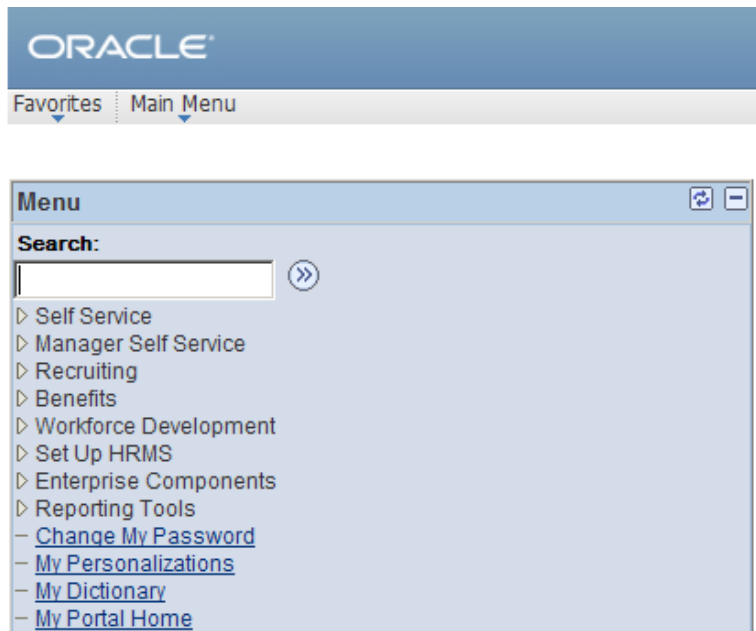 ORACLE
Favorites Main Menu
Menu
Search:
Self Service
Manager Self Service
Recruiting
Benefits
Workforce Development
Set Up HRMS
Enterprise Components
Reporting Tools
Change My Password
My Personalizations
My Dictionary
My Portal Home